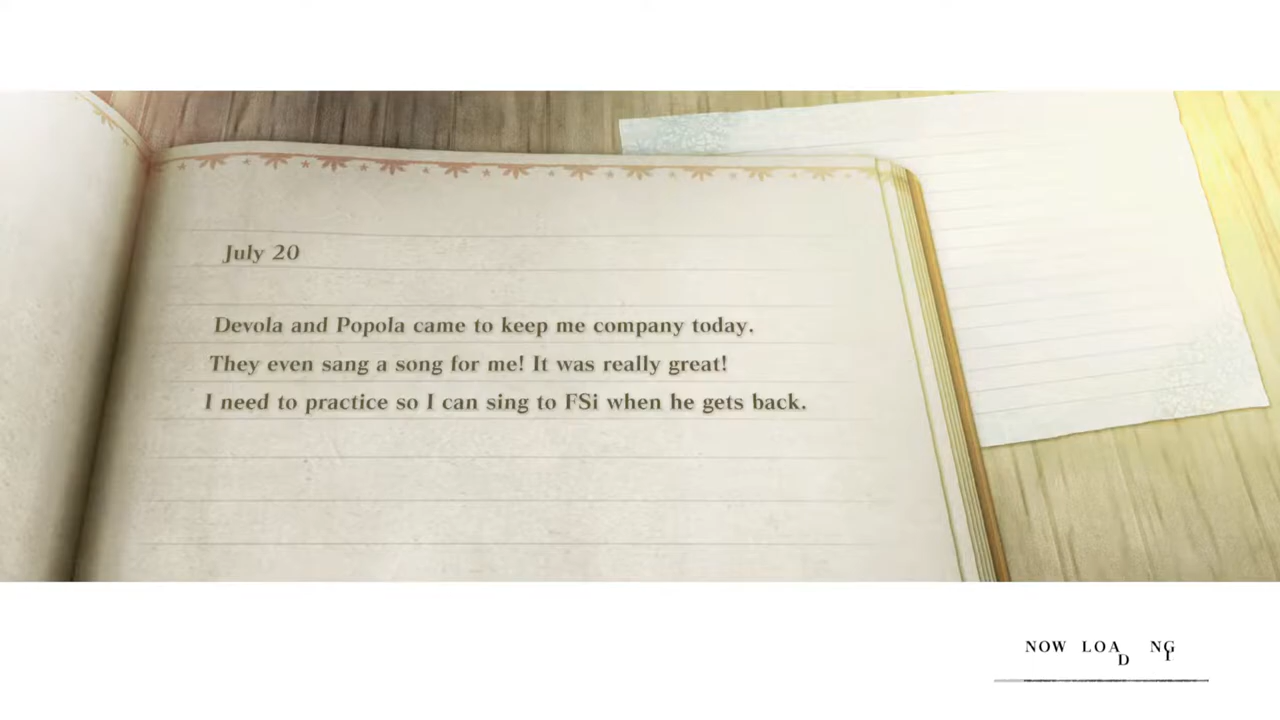 July 20
Devola and Popola came to keep me company today.
They even sang a song for me! It was really great!
I need to practice so I can sing to FSi when he gets back.
NOW LOADING